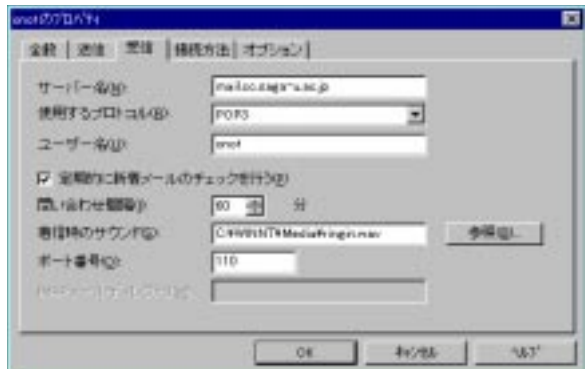 enotのプロパティ
全般 送信 受信 接続方法 オプション
サーバー名(N): mail.cc.saga-u.ac.jp
使用するプロトコル(R): POP3
ユーザー名(U): enot
定期的に新着メールのチェックを行う(P)
問い合わせ間隔(I): 60 分
着信時のサウンド(G): C:¥WINNT¥Media¥ringin.wav 参照(B)...
ポート番号(O): 110
OK キャンセル ヘルプ